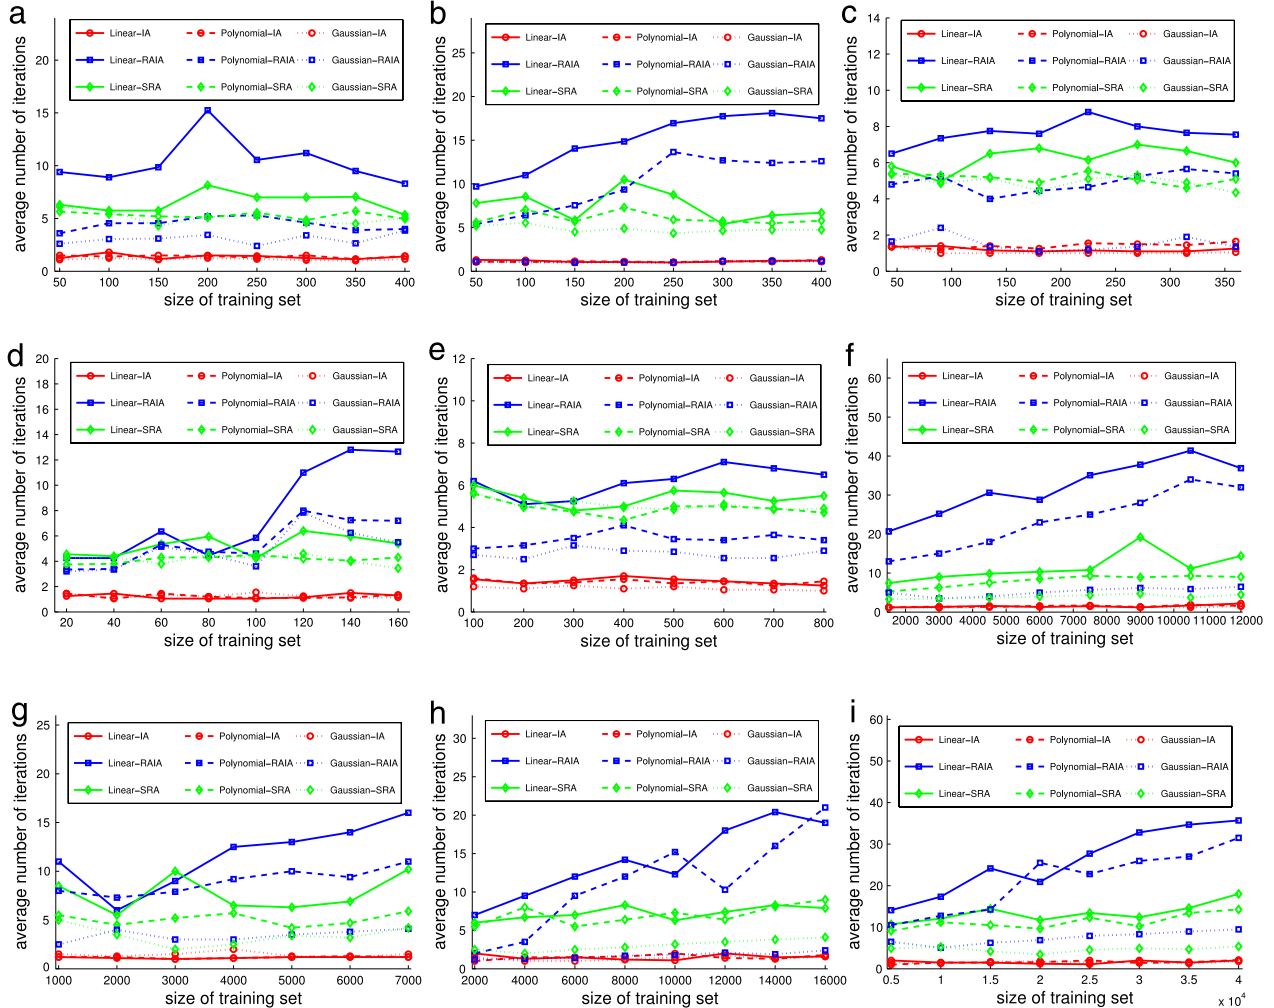 a
Linear-IA Polynomial-IA Gaussian-IA
Linear-RAIA Polynomial-RAIA Gaussian-RAIA
Linear-SRA Polynomial-SRA Gaussian-SRA
average number of iterations
20
15
10
5
0
50 100 150 200 250 300 350 400
size of training set
b
Linear-IA Polynomial-IA Gaussian-IA
Linear-RAIA Polynomial-RAIA Gaussian-RAIA
Linear-SRA Polynomial-SRA Gaussian-SRA
average number of iterations
25
20
15
10
5
0
50 100 150 200 250 300 350 400
size of training set
c
Linear-IA Polynomial-IA Gaussian-IA
Linear-RAIA Polynomial-RAIA Gaussian-RAIA
Linear-SRA Polynomial-SRA Gaussian-SRA
average number of iterations
14
12
10
8
6
4
2
0
50 100 150 200 250 300 350
size of training set
d
Linear-IA Polynomial-IA Gaussian-IA
Linear-RAIA Polynomial-RAIA Gaussian-RAIA
Linear-SRA Polynomial-SRA Gaussian-SRA
average number of iterations
20
18
16
14
12
10
8
6
4
2
0
20 40 60 80 100 120 140 160
size of training set
e
Linear-IA Polynomial-IA Gaussian-IA
Linear-RAIA Polynomial-RAIA Gaussian-RAIA
Linear-SRA Polynomial-SRA Gaussian-SRA
average number of iterations
12
10
8
6
4
2
0
100 200 300 400 500 600 700 800
size of training set
f
Linear-IA Polynomial-IA Gaussian-IA
Linear-RAIA Polynomial-RAIA Gaussian-RAIA
Linear-SRA Polynomial-SRA Gaussian-SRA
average number of iterations
60
50
40
30
20
10
0
2000 3000 4000 5000 6000 7000 8000 9000 10000 11000 12000
size of training set
g
Linear-IA Polynomial-IA Gaussian-IA
Linear-RAIA Polynomial-RAIA Gaussian-RAIA
Linear-SRA Polynomial-SRA Gaussian-SRA
average number of iterations
25
20
15
10
5
0
1000 2000 3000 4000 5000 6000 7000
size of training set
h
Linear-IA Polynomial-IA Gaussian-IA
Linear-RAIA Polynomial-RAIA Gaussian-RAIA
Linear-SRA Polynomial-SRA Gaussian-SRA
average number of iterations
30
25
20
15
10
5
0
2000 4000 6000 8000 10000 12000 14000 16000
size of training set
i
Linear-IA Polynomial-IA Gaussian-IA
Linear-RAIA Polynomial-RAIA Gaussian-RAIA
Linear-SRA Polynomial-SRA Gaussian-SRA
average number of iterations
60
50
40
30
20
10
0
0.5 1 1.5 2 2.5 3 3.5 4
x 10⁴
size of training set